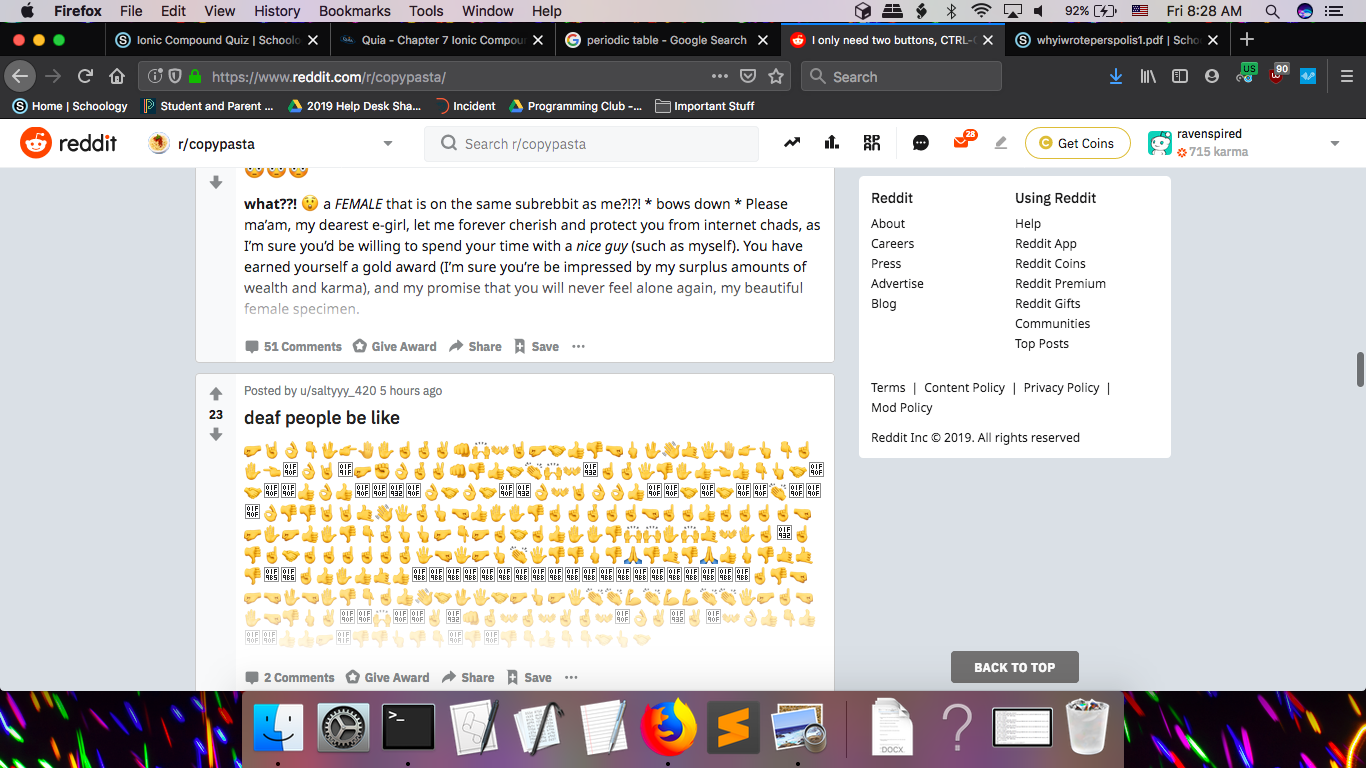 Firefox File Edit View History Bookmarks Tools Window Help 92% Fri 8:28 AM
Ionic Compound Quiz | Schoolo
Quia - Chapter 7 Ionic Compoun
periodic table - Google Search
I only need two buttons, CTRL-C
whyiwroteperspolis1.pdf | Scho
https://www.reddit.com/r/copypasta/
Search
US
90
Home | Schoology
Student and Parent ...
2019 Help Desk Sha...
Incident
Programming Club -...
Important Stuff
reddit
r/copypasta
Search r/copypasta
28
Get Coins
ravenspired
715 karma
😳😳😳
what??! 😲 a FEMALE that is on the same subrebbit as me?!?! * bows down * Please
ma’am, my dearest e-girl, let me forever cherish and protect you from internet chads, as
I’m sure you’d be willing to spend your time with a nice guy (such as myself). You have
earned yourself a gold award (I’m sure you’re be impressed by my surplus amounts of
wealth and karma), and my promise that you will never feel alone again, my beautiful
female specimen.
51 Comments Give Award Share Save ...
Posted by u/saltyyy_420 5 hours ago
23
deaf people be like
2 Comments Give Award Share Save ...
Reddit
About
Careers
Press
Advertise
Blog
Using Reddit
Help
Reddit App
Reddit Coins
Reddit Premium
Reddit Gifts
Communities
Top Posts
Terms | Content Policy | Privacy Policy |
Mod Policy
Reddit Inc © 2019. All rights reserved
BACK TO TOP
>_
DOCX
?